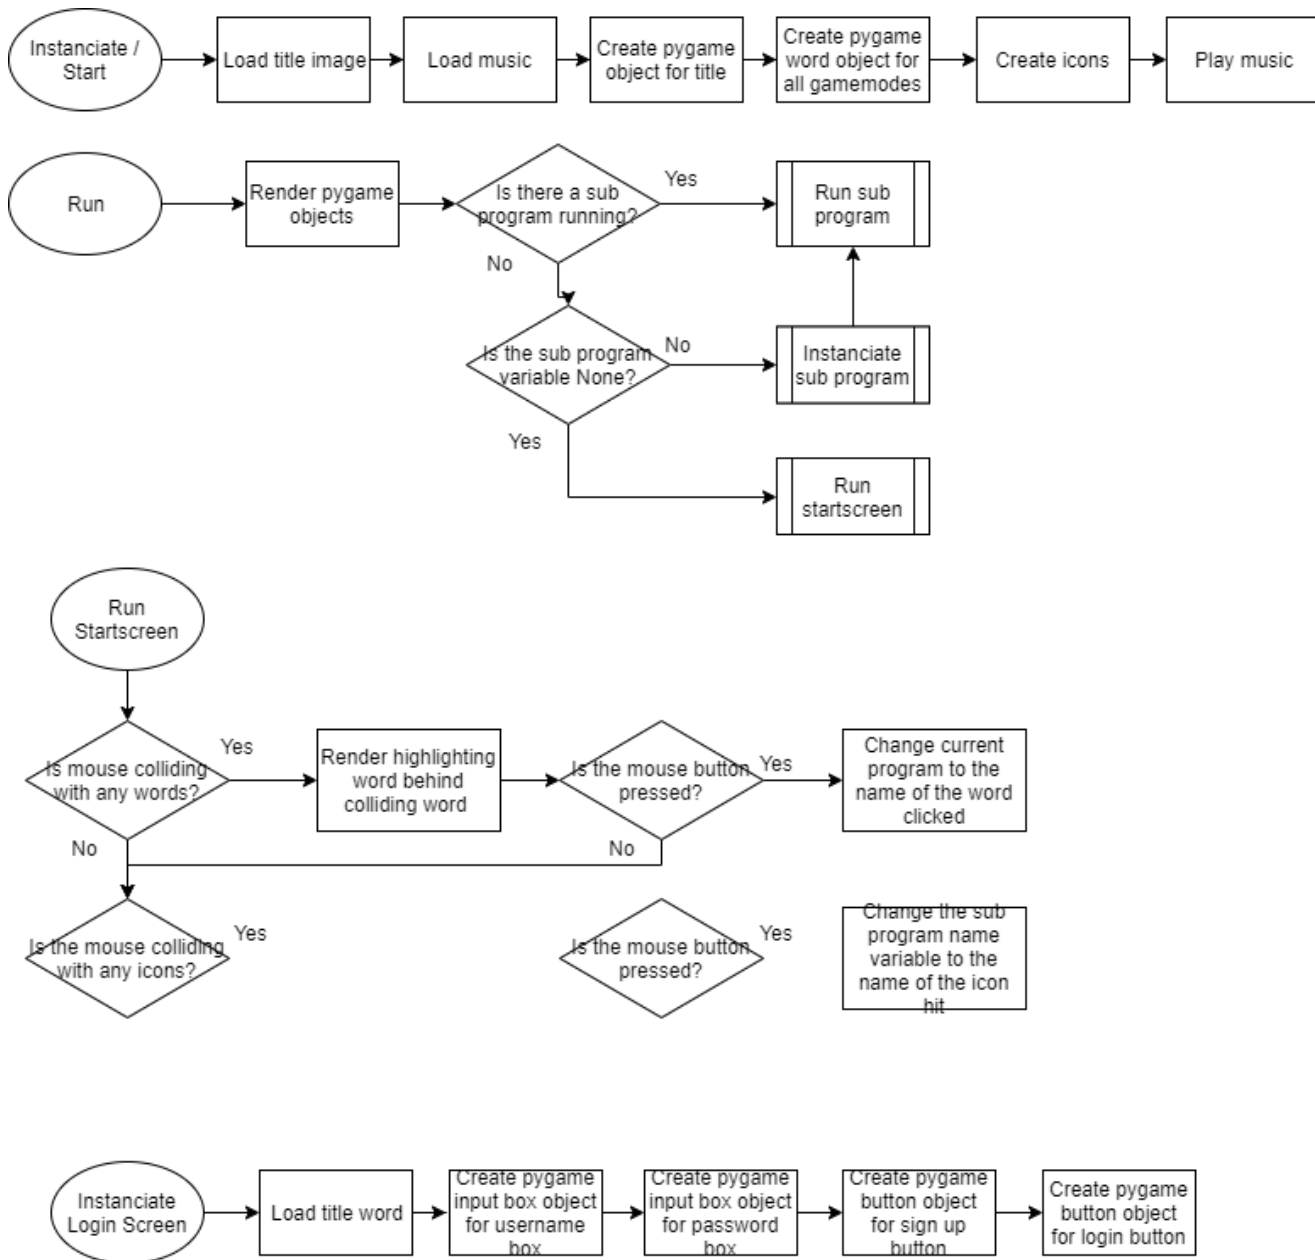 Instanciate /
Start
Load title image
Load music
Create pygame
object for title
Create pygame
word object for
all gamemodes
Create icons
Play music
Run
Render pygame
objects
Is there a sub
program running?
Yes
No
Run sub
program
Is the sub program
variable None?
No
Yes
Instanciate
sub program
Run
startscreen
Run
Startscreen
Is mouse colliding
with any words?
Yes
No
Render highlighting
word behind
colliding word
Is the mouse button
pressed?
Yes
No
Change current
program to the
name of the word
clicked
Is the mouse colliding
with any icons?
Yes
Is the mouse button
pressed?
Yes
Change the sub
program name
variable to the
name of the icon
hit
Instanciate
Login Screen
Load title word
Create pygame
input box object
for username
box
Create pygame
input box object
for password
box
Create pygame
button object
for sign up
button
Create pygame
button object
for login button